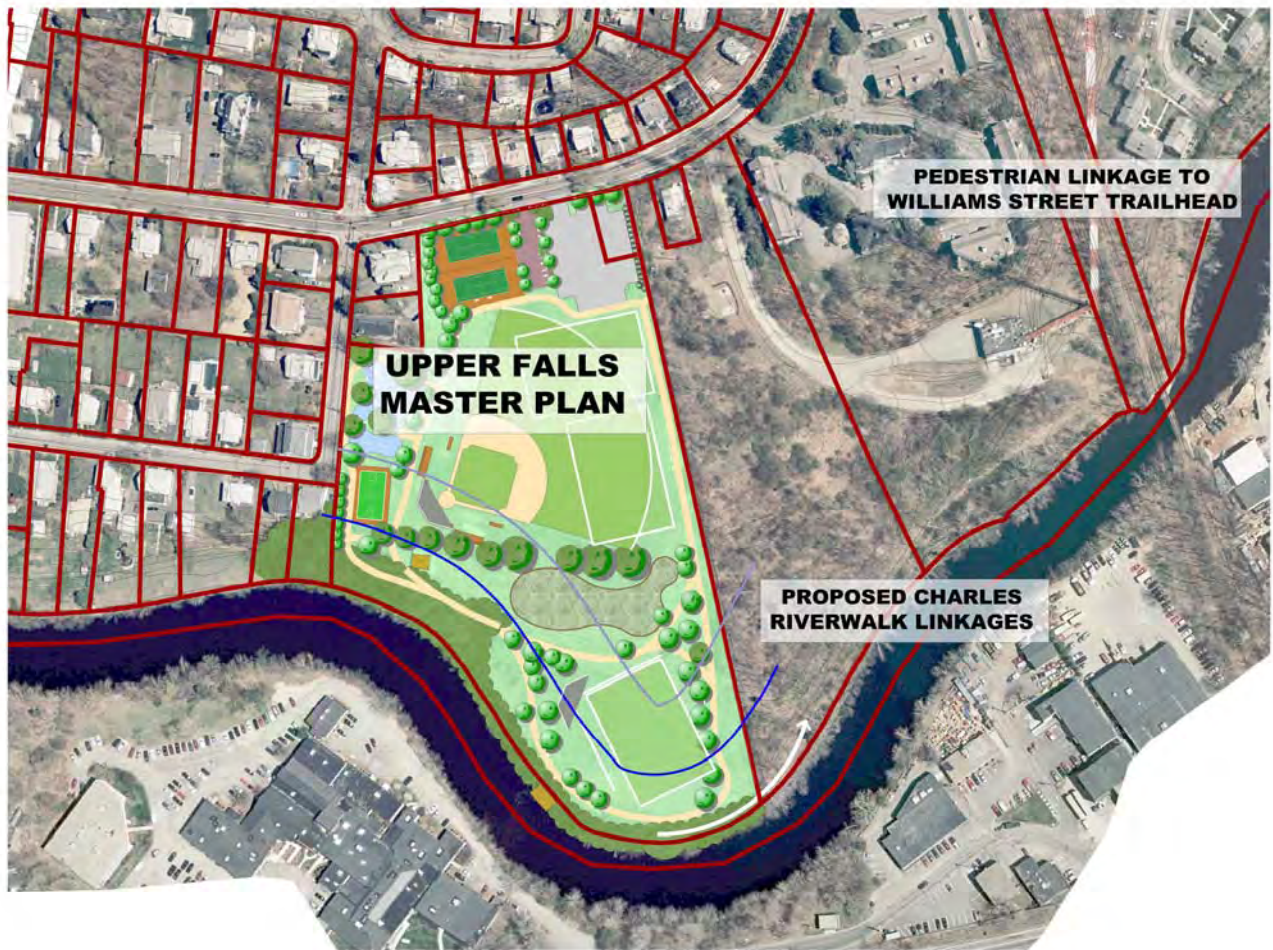 PEDESTRIAN LINKAGE TO
WILLIAMS STREET TRAILHEAD
UPPER FALLS
MASTER PLAN
PROPOSED CHARLES
RIVERWALK LINKAGES